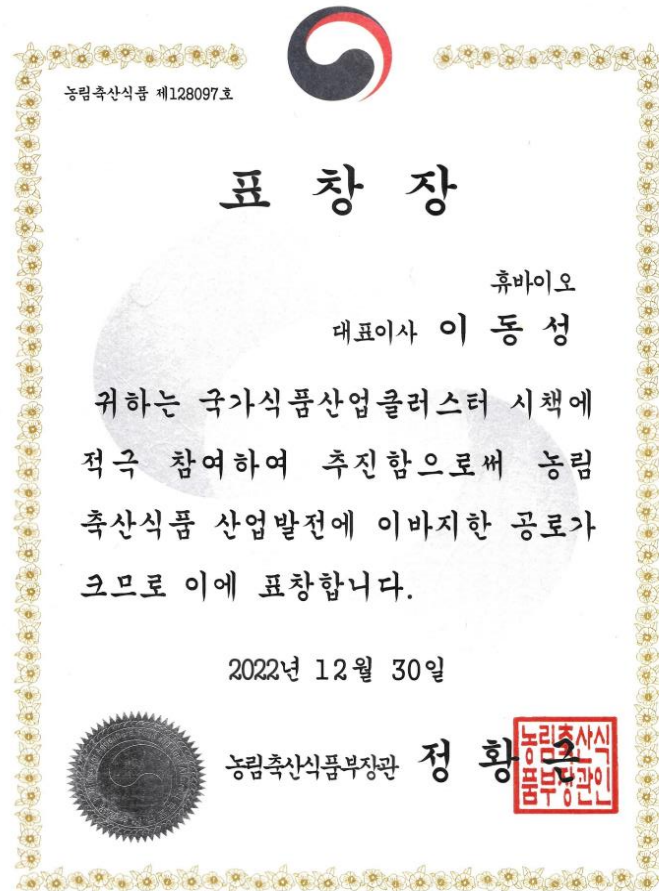 농림축산식품 제128097호
표 창 장
휴바이오
대표이사 이 동 성
귀하는 국가식품산업클러스터 시책에
적극 참여하여 추진함으로써 농림
축산식품 산업발전에 이바지한 공로가
크므로 이에 표창합니다.
2022년 12월 30일
농림축산식품부장관 정 황 근
농림축산식
품부장관인